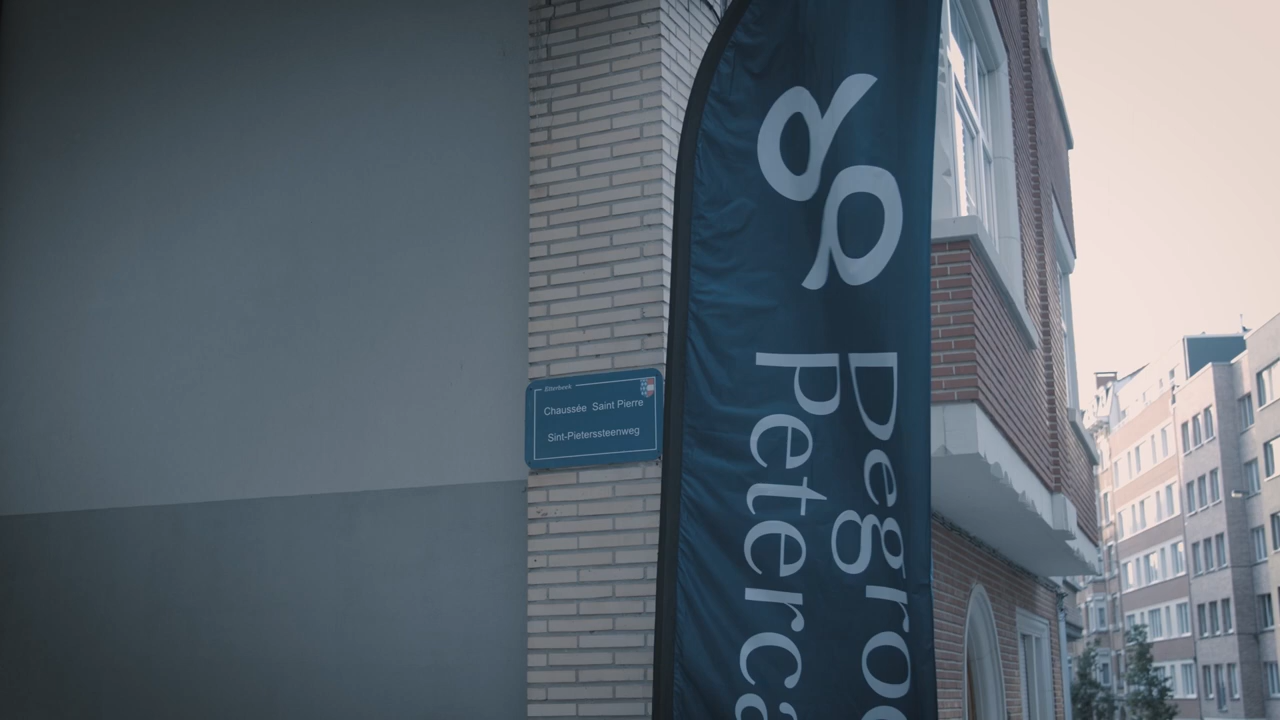 Etterbeek
Chaussée Saint Pierre
Sint-Pieterssteenweg
Degroo
Peterca